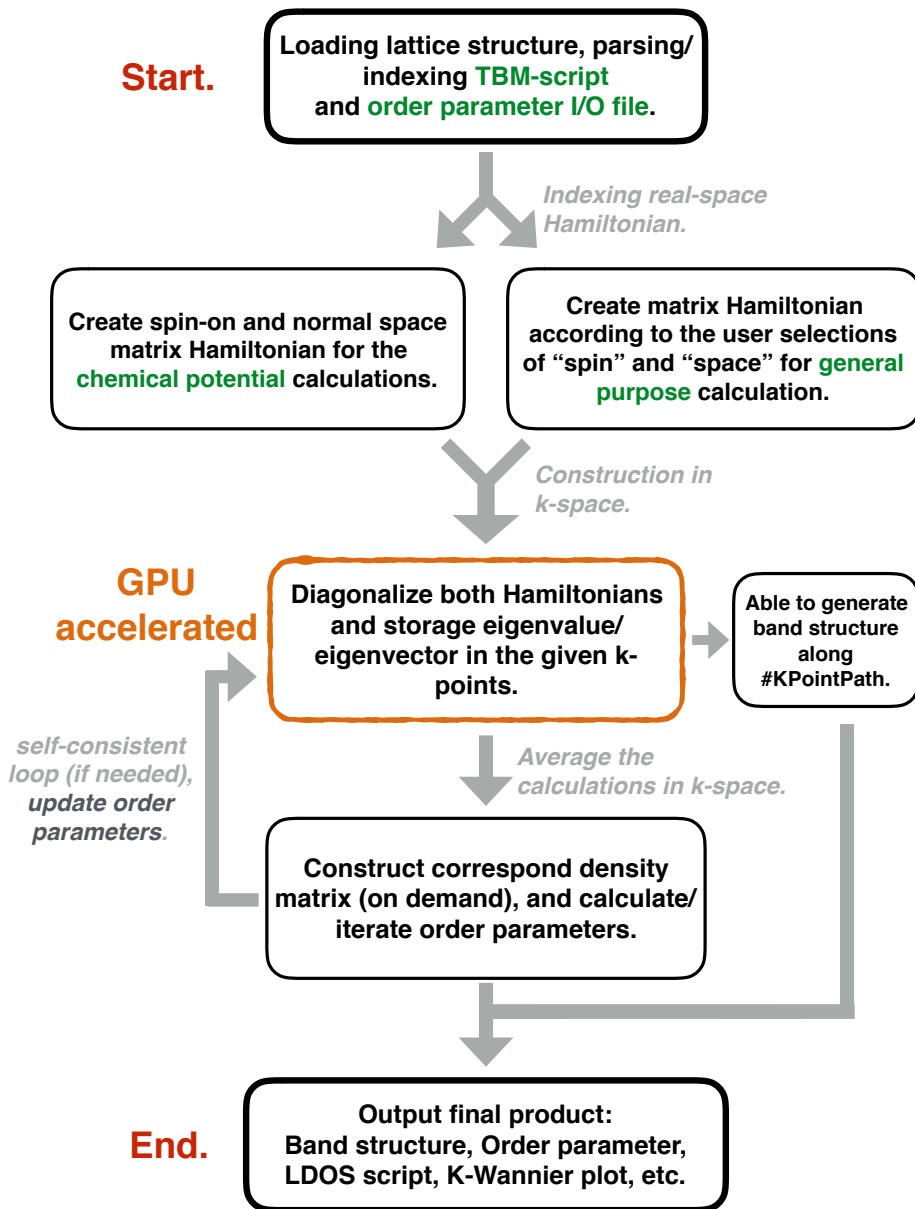 Start.
Loading lattice structure, parsing/
indexing TBM-script
and order parameter I/O file.
Indexing real-space
Hamiltonian.
Create spin-on and normal space
matrix Hamiltonian for the
chemical potential calculations.
Create matrix Hamiltonian
according to the user selections
of “spin” and “space” for general
purpose calculation.
Construction in
k-space.
GPU
accelerated
Diagonalize both Hamiltonians
and storage eigenvalue/
eigenvector in the given k-
points.
Able to generate
band structure
along
#KPointPath.
self-consistent
loop (if needed),
update order
parameters.
Average the
calculations in k-space.
Construct correspond density
matrix (on demand), and calculate/
iterate order parameters.
End.
Output final product:
Band structure, Order parameter,
LDOS script, K-Wannier plot, etc.